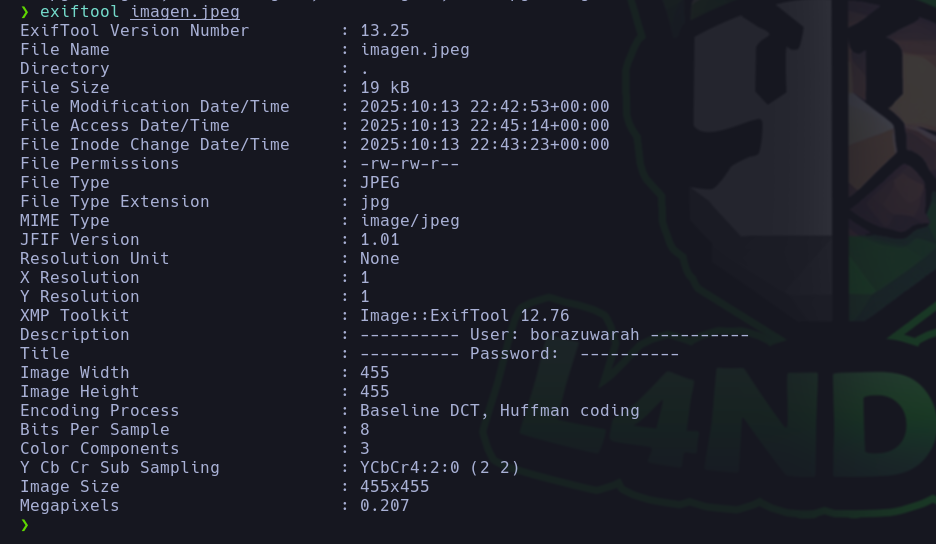 ❯ exiftool imagen.jpeg
ExifTool Version Number         : 13.25
File Name                       : imagen.jpeg
Directory                       : .
File Size                       : 19 kB
File Modification Date/Time     : 2025:10:13 22:42:53+00:00
File Access Date/Time           : 2025:10:13 22:45:14+00:00
File Inode Change Date/Time     : 2025:10:13 22:43:23+00:00
File Permissions                : -rw-rw-r--
File Type                       : JPEG
File Type Extension             : jpg
MIME Type                       : image/jpeg
JFIF Version                    : 1.01
Resolution Unit                 : None
X Resolution                    : 1
Y Resolution                    : 1
XMP Toolkit                     : Image::ExifTool 12.76
Description                     : ---------- User: borazuwarah ----------
Title                           : ---------- Password:  ----------
Image Width                     : 455
Image Height                    : 455
Encoding Process                : Baseline DCT, Huffman coding
Bits Per Sample                 : 8
Color Components                : 3
Y Cb Cr Sub Sampling            : YCbCr4:2:0 (2 2)
Image Size                      : 455x455
Megapixels                      : 0.207
❯
L4ND